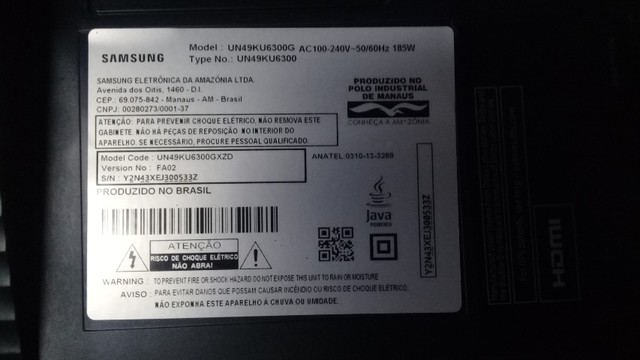 SAMSUNG
Model : UN49KU6300G AC100-240V~50/60Hz 185W
Type No.: UN49KU6300
SAMSUNG ELETRÔNICA DA AMAZÔNIA LTDA.
Avenida dos Oitis, 1460 - D.I.
CEP.: 69.075-842 - Manaus - AM - Brasil
CNPJ: 00280273/0001-37
PRODUZIDO NO
POLO INDUSTRIAL
DE MANAUS
CONHEÇA A AMAZÔNIA
ATENÇÃO: PARA PREVENIR CHOQUE ELÉTRICO, NÃO REMOVA ESTE
GABINETE. NÃO HÁ PEÇAS DE REPOSIÇÃO, NO INTERIOR DO
APARELHO. SE NECESSÁRIO, PROCURE PESSOAL QUALIFICADO.
Model Code : UN49KU6300GXZD
Version No : FA02
S/N : Y2N43XEJ300533Z
ANATEL:0310-13-3289
PRODUZIDO NO BRASIL
Java
POWERED
Y2N43XEJ300533Z
HDMI
ATENÇÃO
RISCO DE CHOQUE ELÉTRICO
NÃO ABRA!
WARNING : TO PREVENT FIRE OR SHOCK HAZARD DO NOT EXPOSE THIS UNIT TO RAIN OR MOISTURE
AVISO : PARA EVITAR DANOS QUE POSSAM CAUSAR INCÊNDIO OU RISCO DE CHOQUE ELÉTRICO,
NÃO EXPONHA ESTE APARELHO À CHUVA OU UMIDADE.